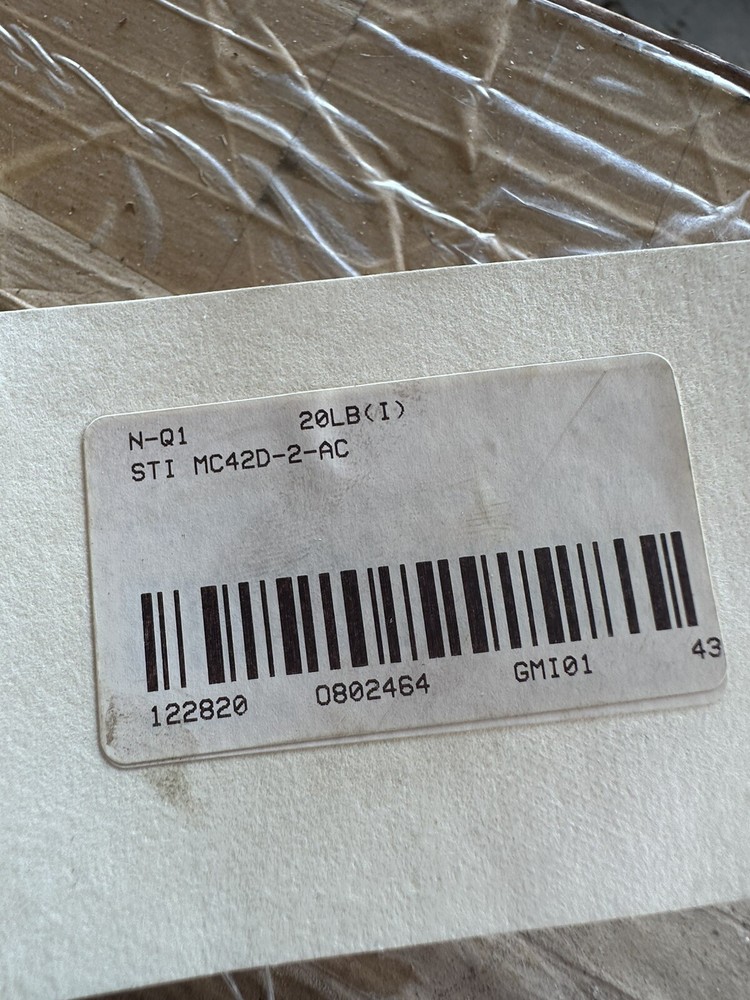 N-Q1 20LB(I)
STI MC42D-2-AC
122820 0802464 GMI01 43